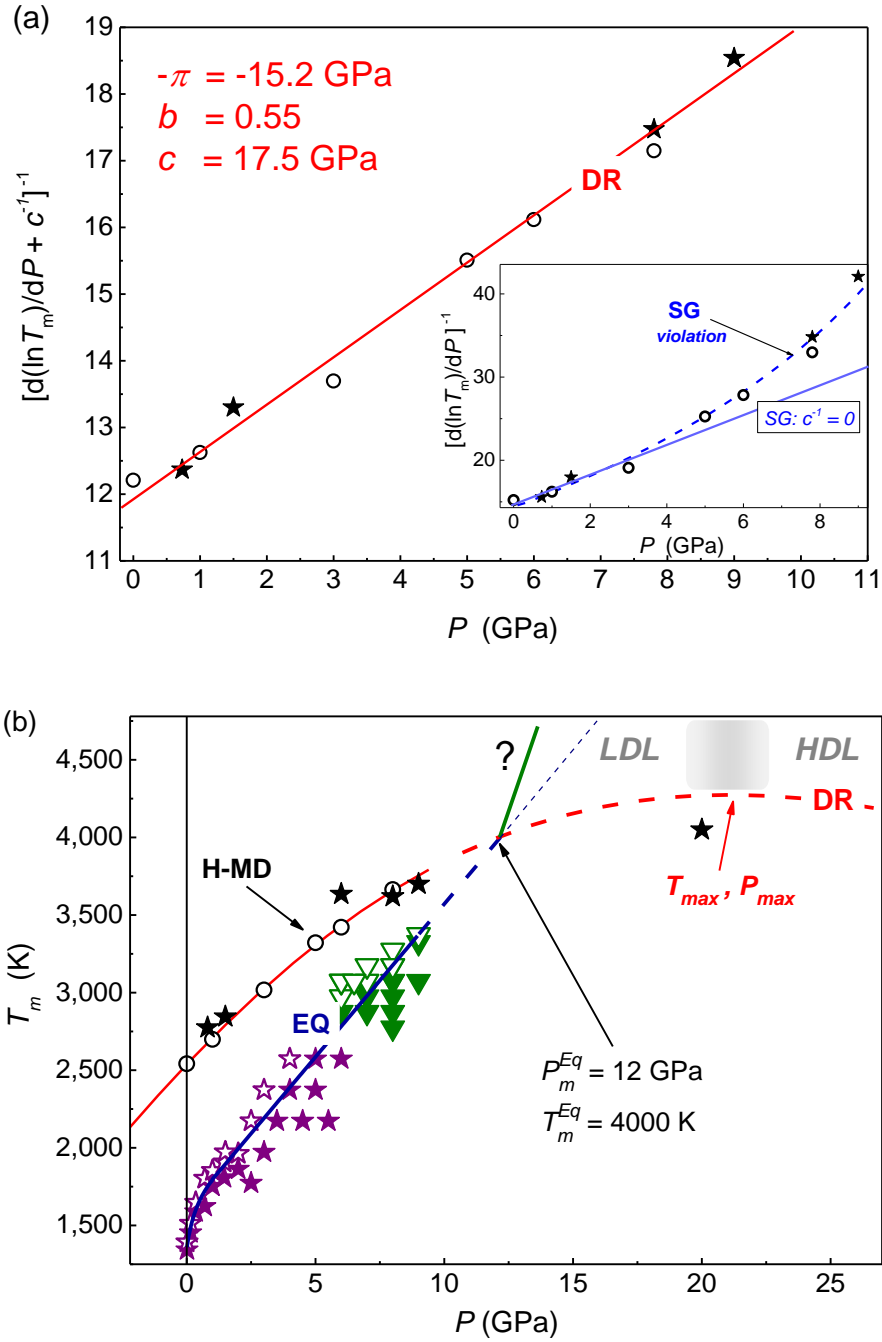 (a)
19
18
17
16
15
14
13
12
11
[d(lnTm)/dP + c⁻¹]⁻¹
-π = -15.2 GPa
b = 0.55
c = 17.5 GPa
DR
40
30
20
[d(lnTm)/dP]⁻¹
SG
violation
SG: c⁻¹ = 0
0 2 4 6 8
P (GPa)
0 1 2 3 4 5 6 7 8 9 10 11
P (GPa)
(b)
4,500
4,000
3,500
3,000
2,500
2,000
1,500
Tm (K)
?
LDL
HDL
H-MD
DR
Tmax , Pmax
EQ
PmEq = 12 GPa
TmEq = 4000 K
0 5 10 15 20 25
P (GPa)